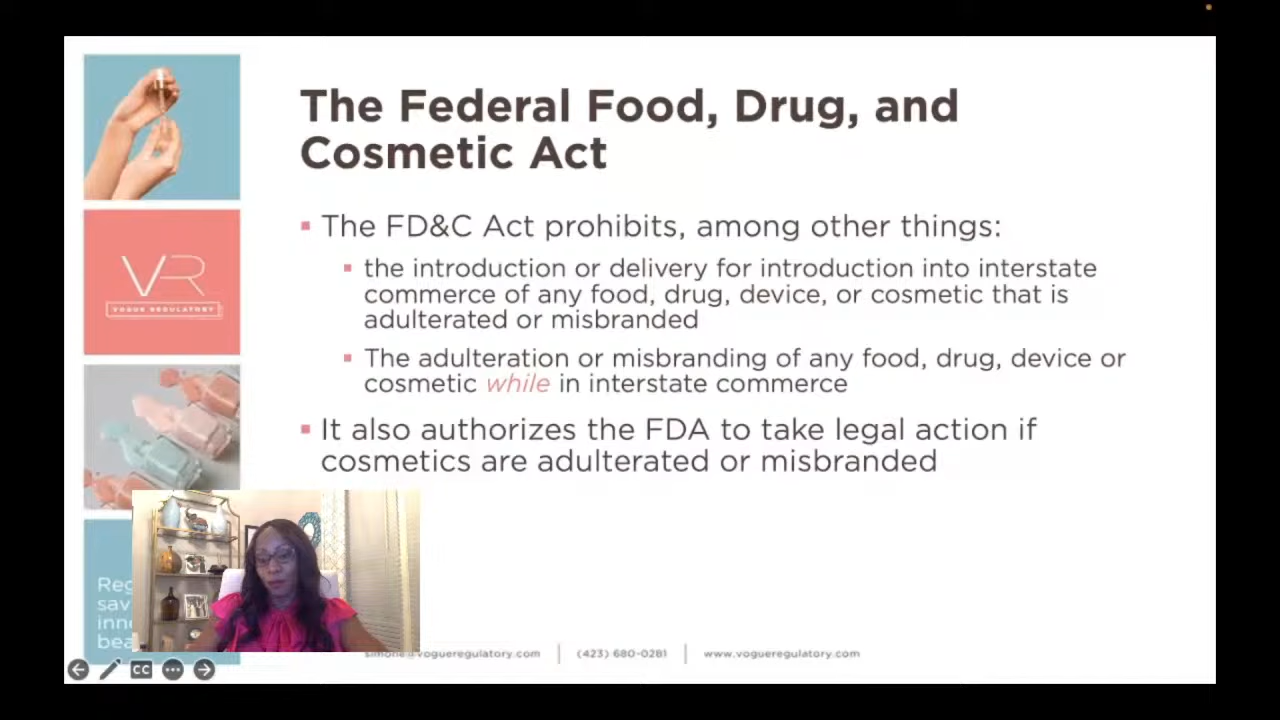 The Federal Food, Drug, and
Cosmetic Act
The FD&C Act prohibits, among other things:
the introduction or delivery for introduction into interstate
commerce of any food, drug, device, or cosmetic that is
adulterated or misbranded
The adulteration or misbranding of any food, drug, device or
cosmetic while in interstate commerce
It also authorizes the FDA to take legal action if
cosmetics are adulterated or misbranded
VR
VOGUE REGULATORY
simone@vogueregulatory.com
(423) 680-0281
www.vogueregulatory.com
CC